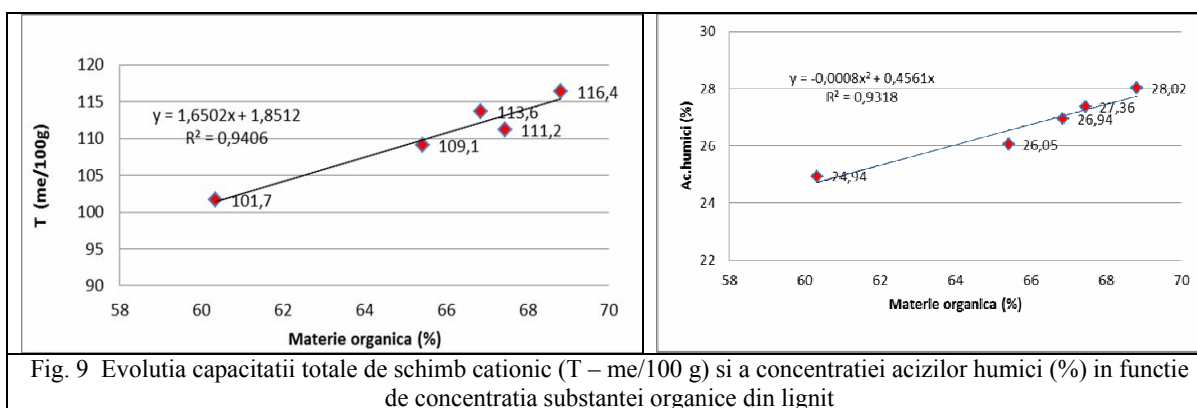 120
115
110
105
100
95
90
T (me/100g)
y = 1,6502x + 1,8512
R² = 0,9406
101,7
109,1
113,6
111,2
116,4
58 60 62 64 66 68 70
Materie organica (%)
30
28
26
24
22
Ac.humici (%)
y = -0,0008x² + 0,4561x
R² = 0,9318
24,94
26,05
26,94
27,36
28,02
58 60 62 64 66 68 70
Materie organica (%)
Fig. 9 Evolutia capacitatii totale de schimb cationic (T – me/100 g) si a concentratiei acizilor humici (%) in functie
de concentratia substantei organice din lignit